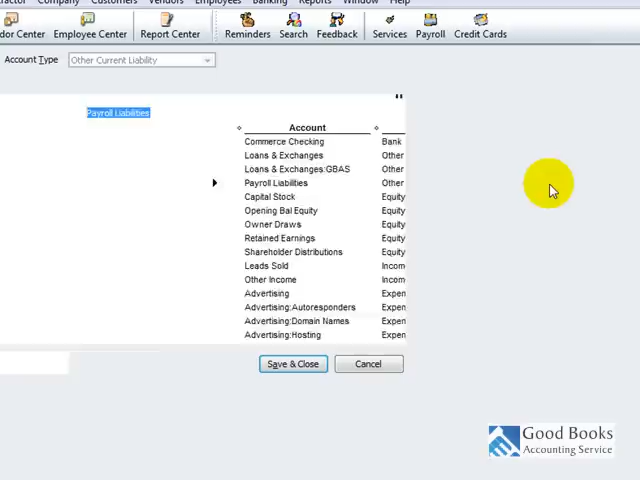 ractor Company Customers Vendors Employees Banking Reports Window Help
dor Center Employee Center Report Center Reminders Search Feedback Services Payroll Credit Cards
Account Type Other Current Liability
Payroll Liabilities
Account
Commerce Checking Bank
Loans & Exchanges Other
Loans & Exchanges:GBAS Other
Payroll Liabilities Other
Capital Stock Equity
Opening Bal Equity Equity
Owner Draws Equity
Retained Earnings Equity
Shareholder Distributions Equity
Leads Sold Incom
Other Income Incom
Advertising Expen
Advertising:Autoresponders Expen
Advertising:Domain Names Expen
Advertising:Hosting Expen
Save & Close Cancel
Good Books
Accounting Service